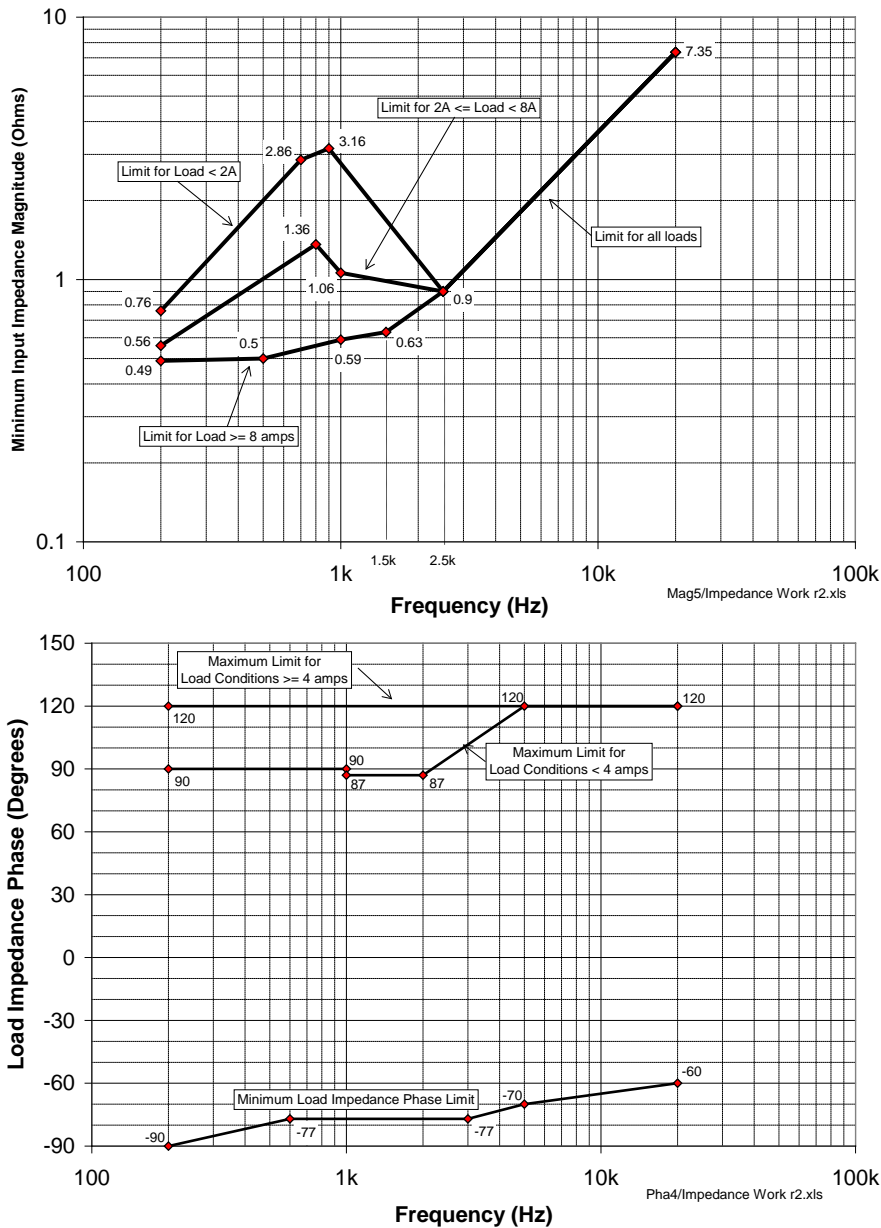 10
7.35
Limit for 2A <= Load < 8A
2.86
3.16
Limit for Load < 2A
1.36
Limit for all loads
1
1.06
0.76
0.9
0.56
0.5
0.63
0.49
0.59
Limit for Load >= 8 amps
0.1
Minimum Input Impedance Magnitude (Ohms)
100
1k
1.5k
2.5k
10k
100k
Mag5/Impedance Work r2.xls
Frequency (Hz)
150
Maximum Limit for
Load Conditions >= 4 amps
120
120
120
120
90
90
90
87
87
Maximum Limit for
Load Conditions < 4 amps
60
30
0
-30
-60
-60
-70
Minimum Load Impedance Phase Limit
-77
-77
-90
-90
Load Impedance Phase (Degrees)
100
1k
10k
100k
Pha4/Impedance Work r2.xls
Frequency (Hz)